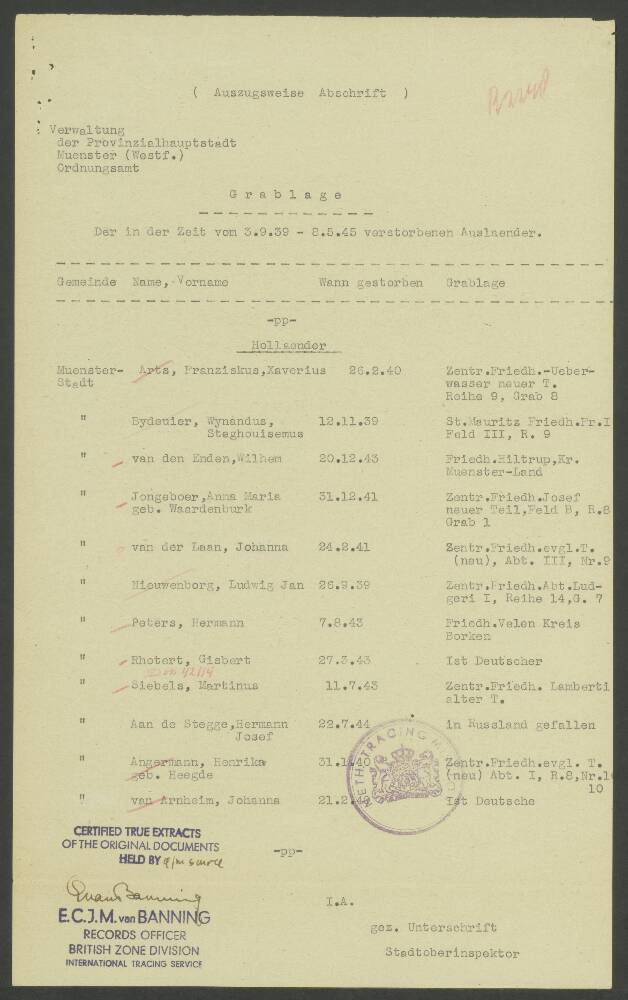 ( Auszugsweise Abschrift )
Verwaltung
der Provinzialhauptstadt
Muenster (Westf.)
Ordnungsamt
Grablage
Der in der Zeit vom 3.9.39 - 8.5.45 verstorbenen Auslaender.
Gemeinde Name, Vorname Wann gestorben Grablage
-pp-
Hollaender
Muenster- Arts, Franziskus,Xaverius 26.2.40 Zentr.Friedh.-Ueber-
Stadt wasser neuer T.
Reihe 9, Grab 8
" Bydevier, Wynandus, 12.11.39 St.Mauritz Friedh.Pr.I
Steghouisemus Feld III, R. 9
" van den Enden,Wilhem 20.12.43 Friedh.Hiltrup,Kr.
Muenster-Land
" Jongeboer,Anna Maria 31.12.41 Zentr.Friedh.Josef
geb. Waardenburk neuer Teil,Feld B, R.8
Grab 1
" van der Laan, Johanna 24.2.41 Zentr.Friedh.evgl.T.
(neu), Abt. III, Nr.9
" Nieuwenborg, Ludwig Jan 26.9.39 Zentr.Friedh.Abt.Lud-
geri I, Reihe 14,G. 7
" Peters, Hermann 7.8.43 Friedh.Velen Kreis
Borken
" Rhotert, Gisbert 27.3.43 Ist Deutscher
" Siebels, Martinus 11.7.43 Zentr.Friedh. Lamberti
alter T.
" Aan de Stegge,Hermann 22.7.44 in Russland gefallen
Josef
" Angermann, Henrika 31.1.40 Zentr.Friedh.evgl. T.
geb. Heegde (neu) Abt. I, R.8,Nr.1
10
" van Arnheim, Johanna 21.2. Ist Deutsche
CERTIFIED TRUE EXTRACTS
OF THE ORIGINAL DOCUMENTS
HELD BY
-pp-
E.C.J.M. van BANNING
RECORDS OFFICER
BRITISH ZONE DIVISION
INTERNATIONAL TRACING SERVICE
I.A.
gez. Unterschrift
Stadtoberinspektor